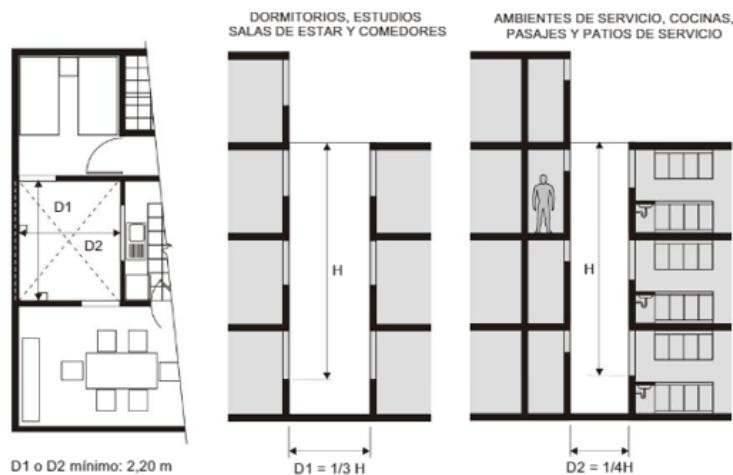 DORMITORIOS, ESTUDIOS
SALAS DE ESTAR Y COMEDORES
AMBIENTES DE SERVICIO, COCINAS,
PASAJES Y PATIOS DE SERVICIO
D1
D2
H
H
D1 o D2 mínimo: 2,20 m
D1 = 1/3 H
D2 = 1/4H